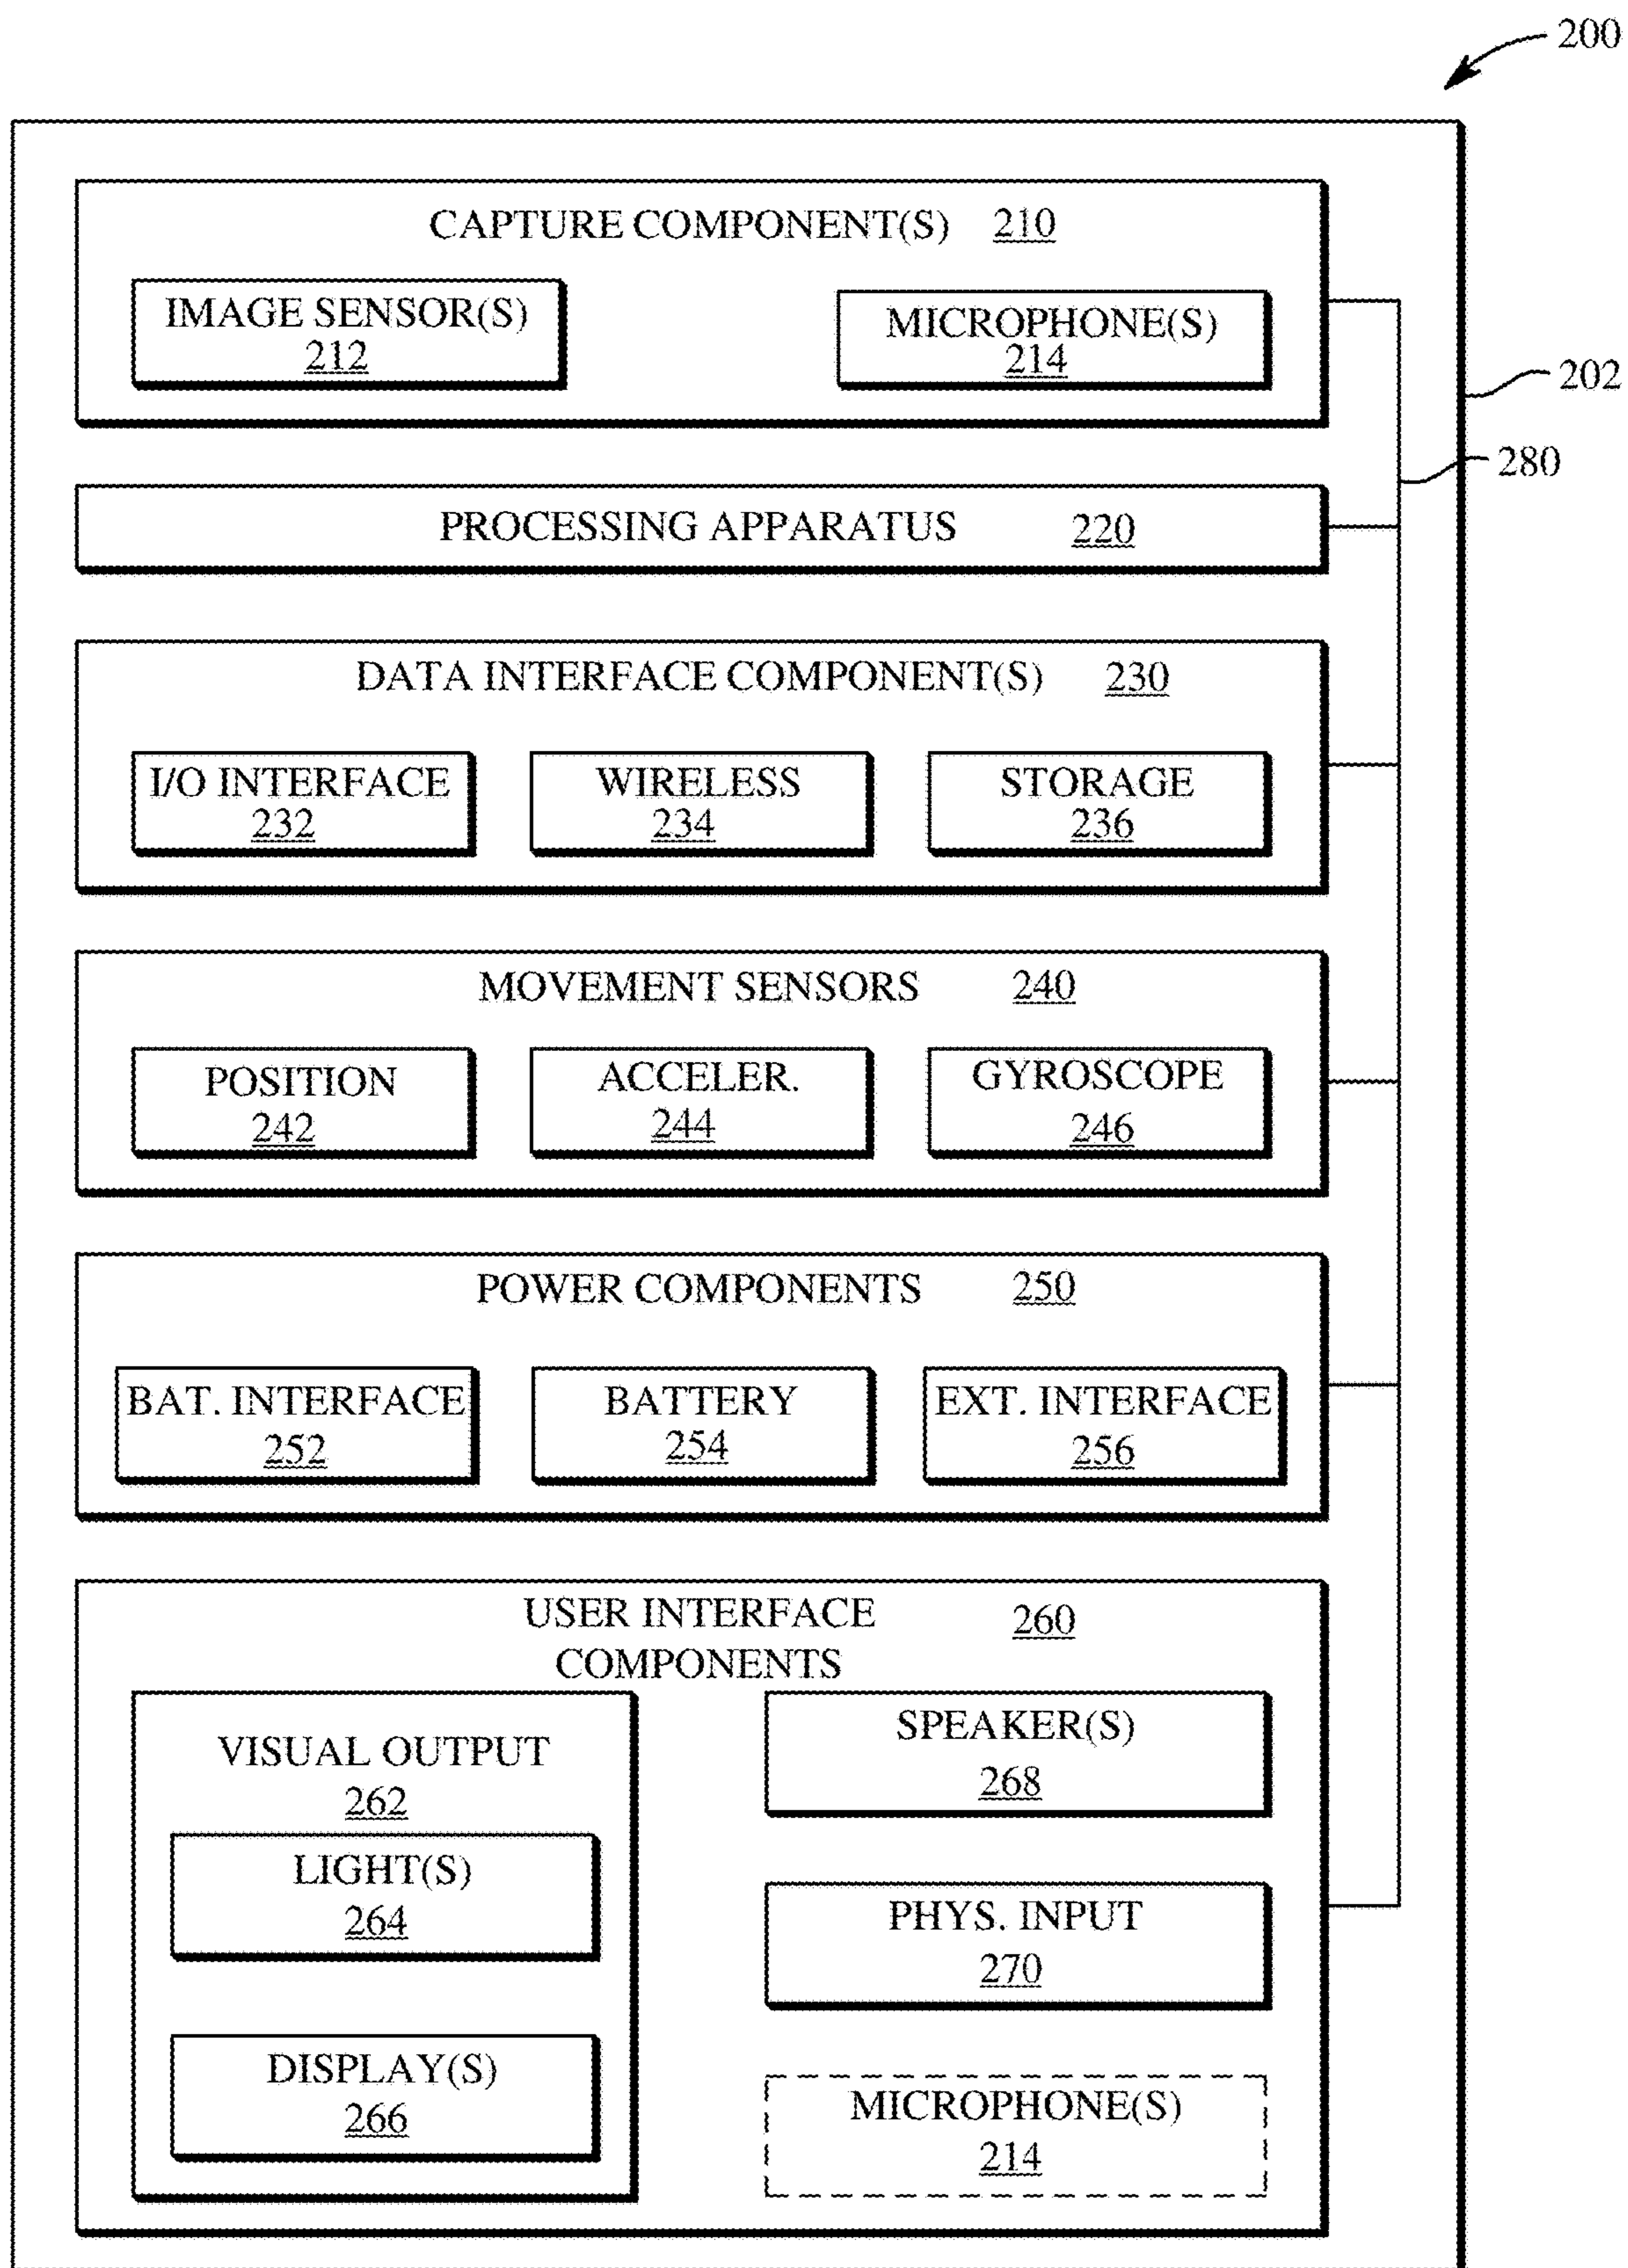 200
CAPTURE COMPONENT(S) 210
IMAGE SENSOR(S)
212
MICROPHONE(S)
214
202
280
PROCESSING APPARATUS 220
DATA INTERFACE COMPONENT(S) 230
I/O INTERFACE
232
WIRELESS
234
STORAGE
236
MOVEMENT SENSORS 240
POSITION
242
ACCELER.
244
GYROSCOPE
246
POWER COMPONENTS 250
BAT. INTERFACE
252
BATTERY
254
EXT. INTERFACE
256
USER INTERFACE 260
COMPONENTS
VISUAL OUTPUT
262
LIGHT(S)
264
DISPLAY(S)
266
SPEAKER(S)
268
PHYS. INPUT
270
MICROPHONE(S)
214